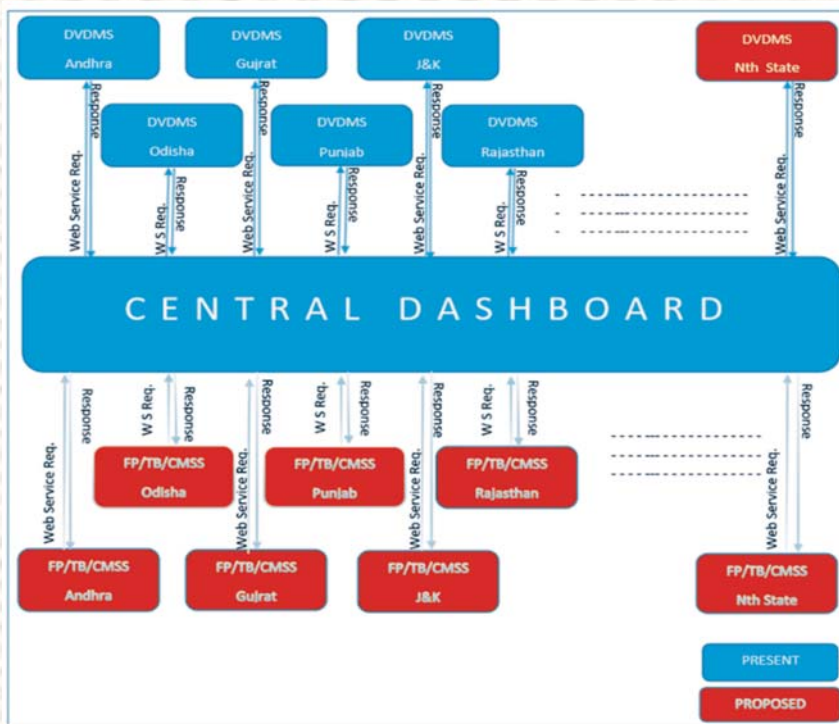 DVDMS
Andhra
DVDMS
Gujrat
DVDMS
J&K
DVDMS
Nth State
Web Service Req.
Response
DVDMS
Odisha
W S Req.
Response
Web Service Req.
Response
DVDMS
Punjab
W S Req.
Response
Web Service Req.
Response
DVDMS
Rajasthan
W S Req.
Response
Web Service Req.
Response
CENTRAL DASHBOARD
Web Service Req.
Response
W S Req.
Response
FP/TB/CMSS
Odisha
Web Service Req.
Response
W S Req.
Response
FP/TB/CMSS
Punjab
Web Service Req.
Response
W S Req.
Response
FP/TB/CMSS
Rajasthan
Web Service Req.
Response
FP/TB/CMSS
Andhra
FP/TB/CMSS
Gujrat
FP/TB/CMSS
J&K
FP/TB/CMSS
Nth State
PRESENT
PROPOSED